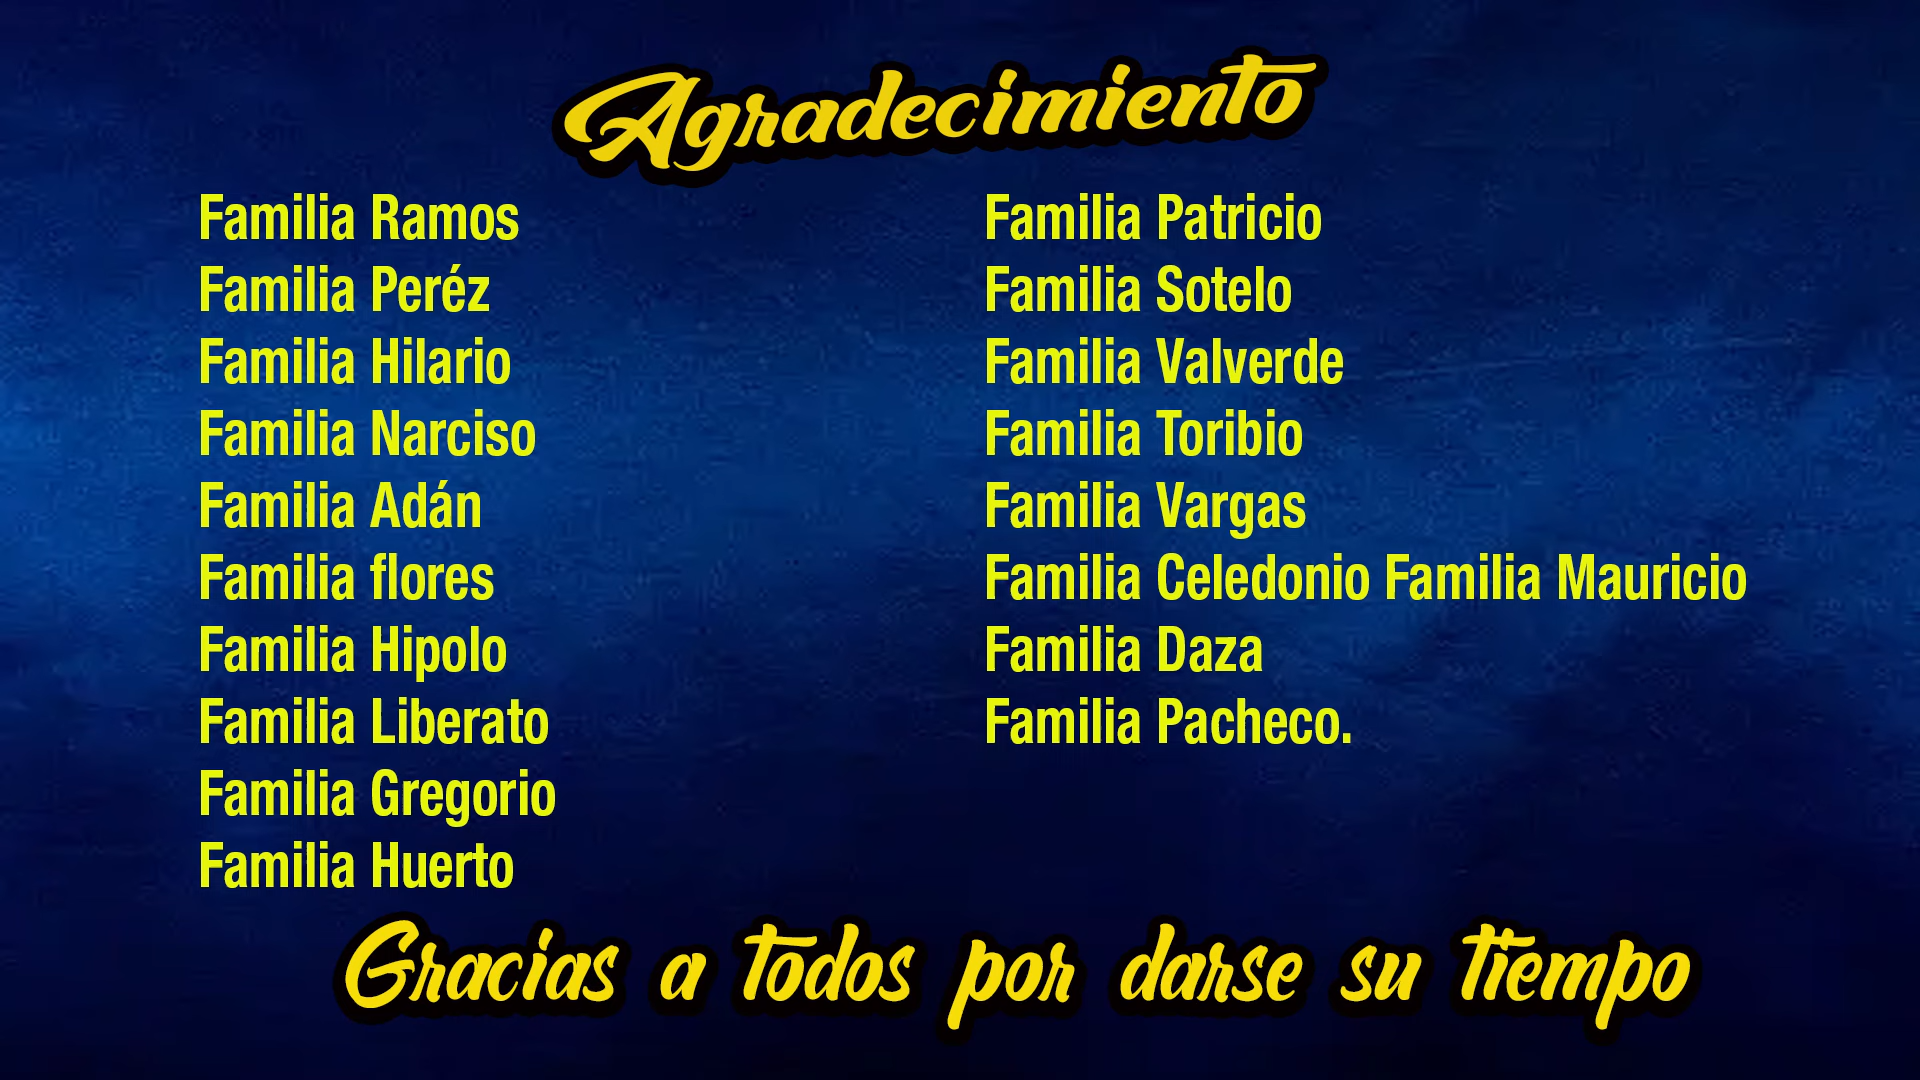 Agradecimiento
Familia Ramos
Familia Peréz
Familia Hilario
Familia Narciso
Familia Adán
Familia flores
Familia Hipolo
Familia Liberato
Familia Gregorio
Familia Huerto
Familia Patricio
Familia Sotelo
Familia Valverde
Familia Toribio
Familia Vargas
Familia Celedonio Familia Mauricio
Familia Daza
Familia Pacheco.
Gracias a todos por darse su tiempo